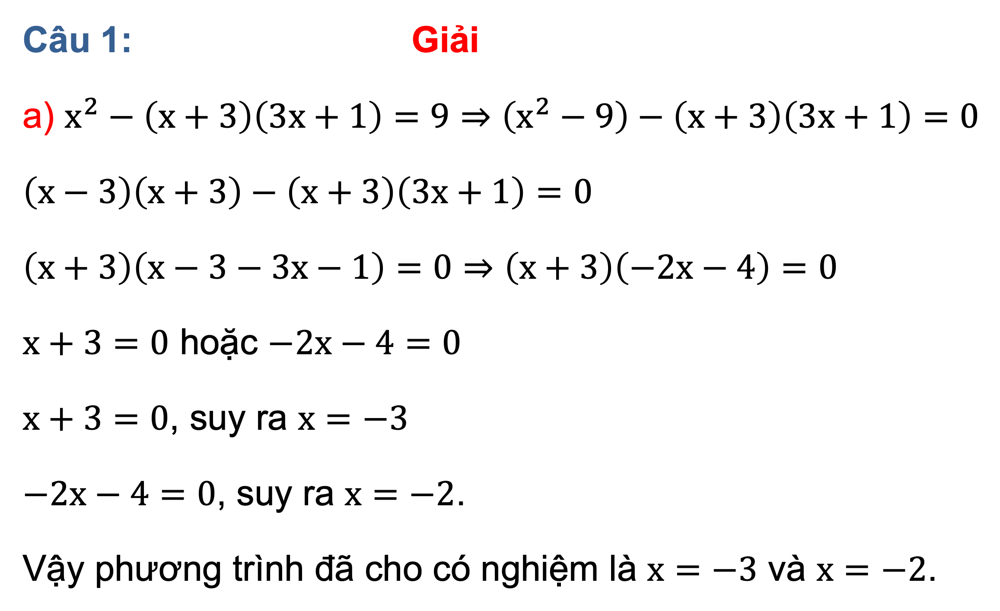 Câu 1: Giải
a) x² − (x + 3)(3x + 1) = 9 ⇒ (x² − 9) − (x + 3)(3x + 1) = 0
(x − 3)(x + 3) − (x + 3)(3x + 1) = 0
(x + 3)(x − 3 − 3x − 1) = 0 ⇒ (x + 3)(−2x − 4) = 0
x + 3 = 0 hoặc −2x − 4 = 0
x + 3 = 0, suy ra x = −3
−2x − 4 = 0, suy ra x = −2.
Vậy phương trình đã cho có nghiệm là x = −3 và x = −2.